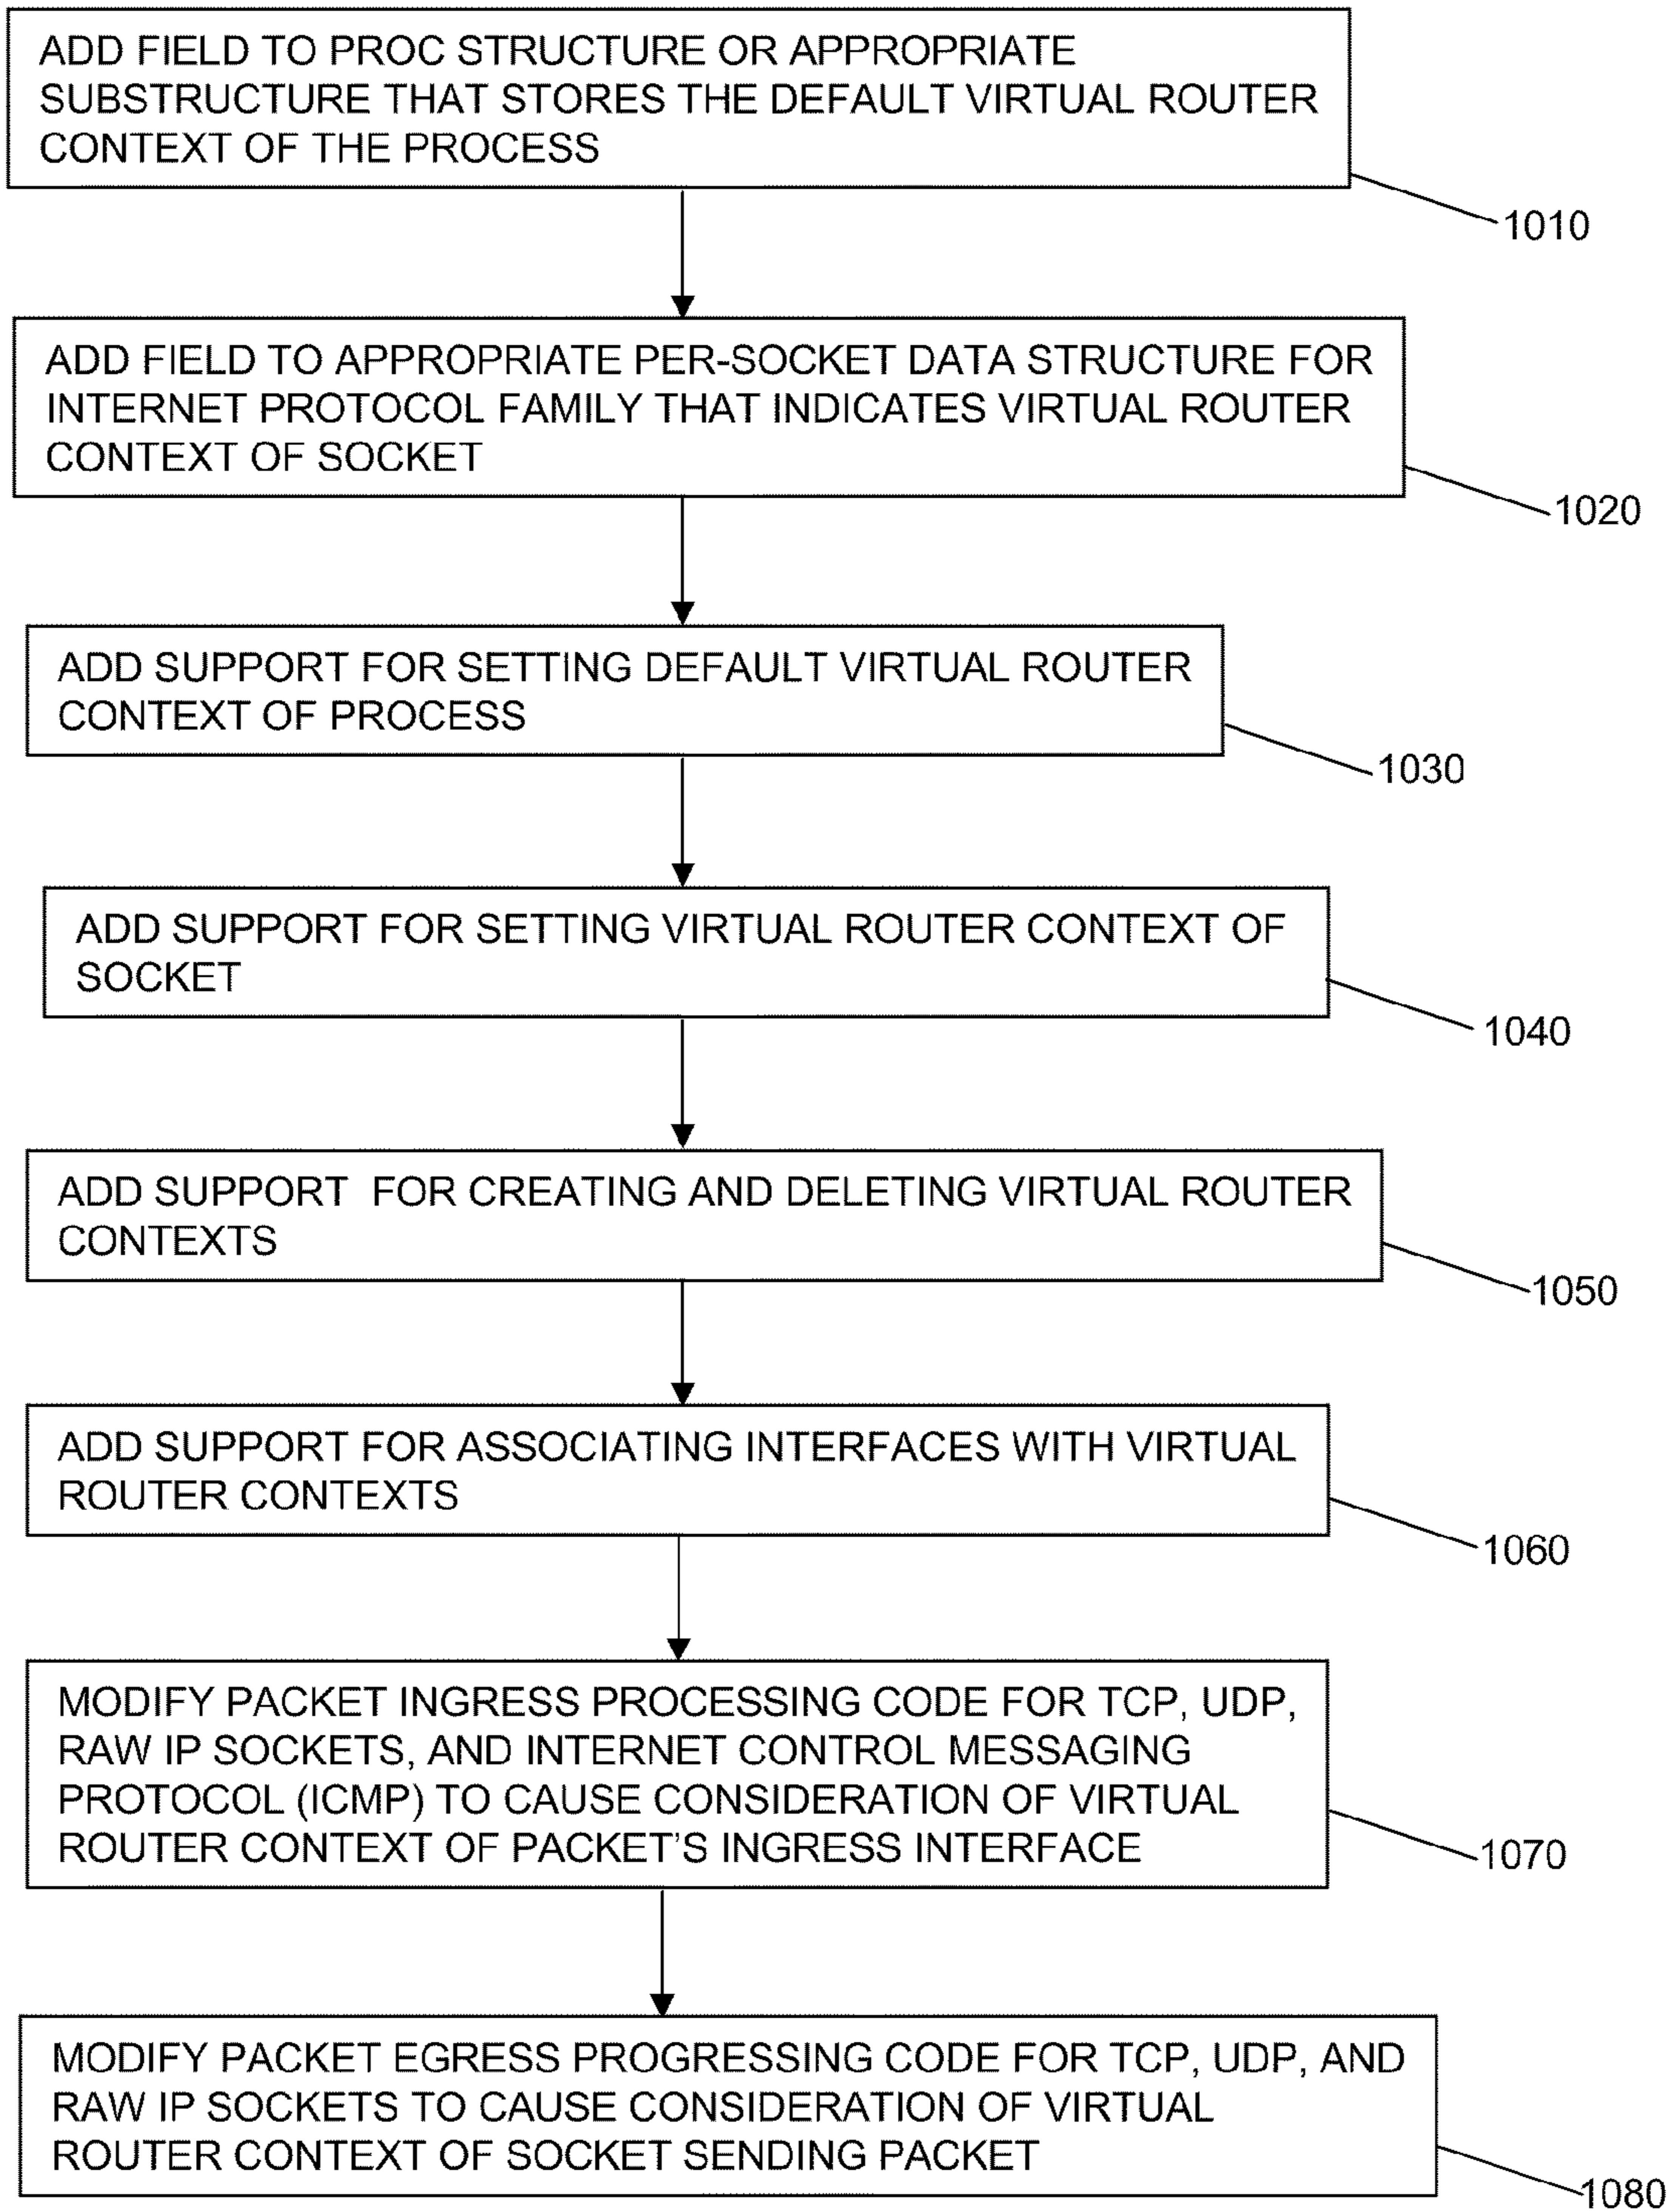 ADD FIELD TO PROC STRUCTURE OR APPROPRIATE
SUBSTRUCTURE THAT STORES THE DEFAULT VIRTUAL ROUTER
CONTEXT OF THE PROCESS
1010
ADD FIELD TO APPROPRIATE PER-SOCKET DATA STRUCTURE FOR
INTERNET PROTOCOL FAMILY THAT INDICATES VIRTUAL ROUTER
CONTEXT OF SOCKET
1020
ADD SUPPORT FOR SETTING DEFAULT VIRTUAL ROUTER
CONTEXT OF PROCESS
1030
ADD SUPPORT FOR SETTING VIRTUAL ROUTER CONTEXT OF
SOCKET
1040
ADD SUPPORT FOR CREATING AND DELETING VIRTUAL ROUTER
CONTEXTS
1050
ADD SUPPORT FOR ASSOCIATING INTERFACES WITH VIRTUAL
ROUTER CONTEXTS
1060
MODIFY PACKET INGRESS PROCESSING CODE FOR TCP, UDP,
RAW IP SOCKETS, AND INTERNET CONTROL MESSAGING
PROTOCOL (ICMP) TO CAUSE CONSIDERATION OF VIRTUAL
ROUTER CONTEXT OF PACKET'S INGRESS INTERFACE
1070
MODIFY PACKET EGRESS PROGRESSING CODE FOR TCP, UDP, AND
RAW IP SOCKETS TO CAUSE CONSIDERATION OF VIRTUAL
ROUTER CONTEXT OF SOCKET SENDING PACKET
1080